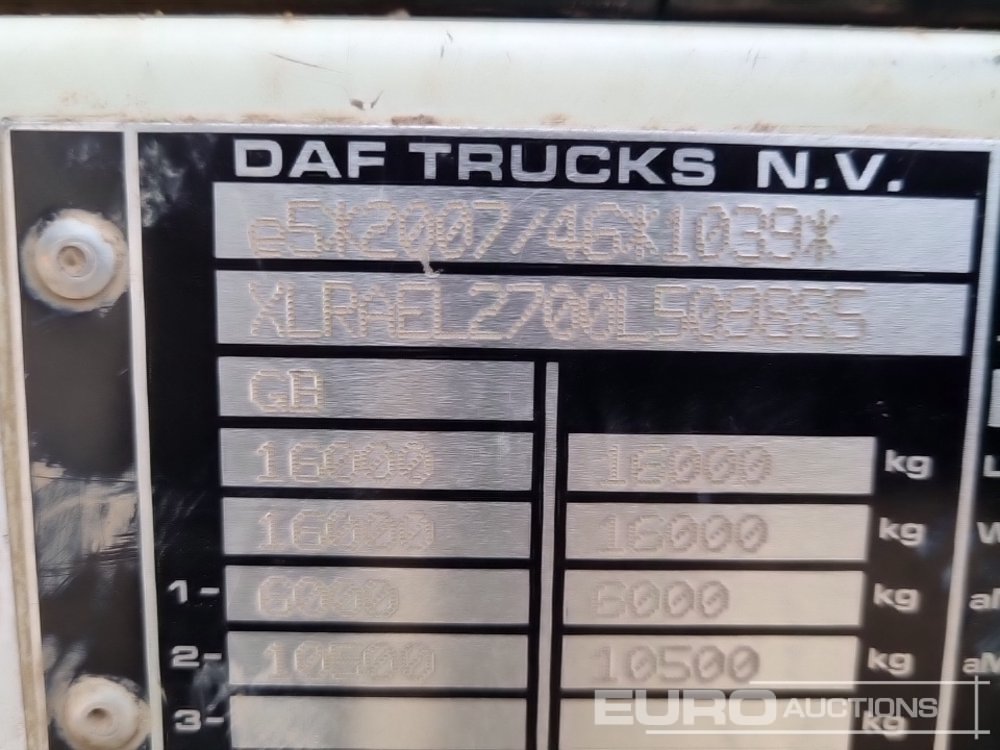 DAF TRUCKS N.V.
e5*2007/46*1039*
GB
16000 16000 kg
16000 16000 kg
1- 6000 6000 kg
2- 10500 10500 kg
3- kg
EURO AUCTIONS